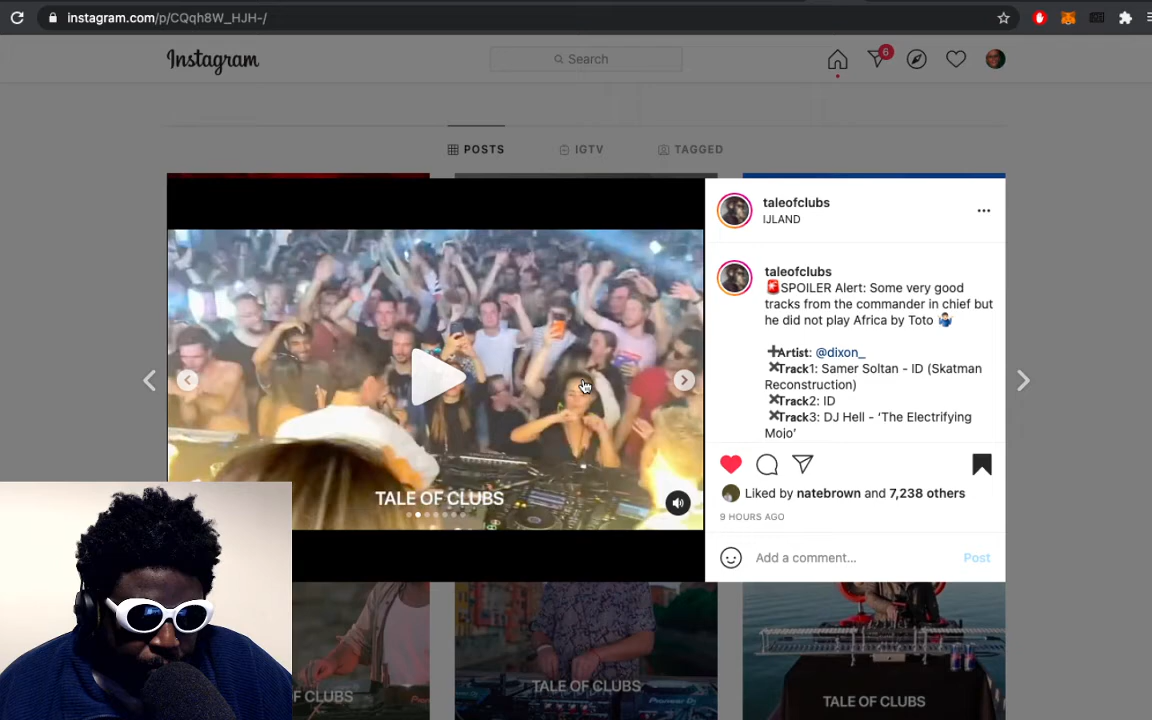 instagram.com/p/CQqh8W_HJH-/
Instagram
Search
6
POSTS
IGTV
TAGGED
taleofclubs
IJLAND
taleofclubs
🚨SPOILER Alert: Some very good
tracks from the commander in chief but
he did not play Africa by Toto 🤷🏻‍♂️
➕Artist: @dixon_
✖️Track1: Samer Soltan - ID (Skatman
Reconstruction)
✖️Track2: ID
✖️Track3: DJ Hell - ‘The Electrifying
Mojo’
TALE OF CLUBS
Liked by natebrown and 7,238 others
9 HOURS AGO
Add a comment...
Post
F CLUBS
TALE OF CLUBS
TALE OF CLUBS